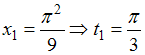 x₁ = π²/9 ⇒ t₁ = π/3